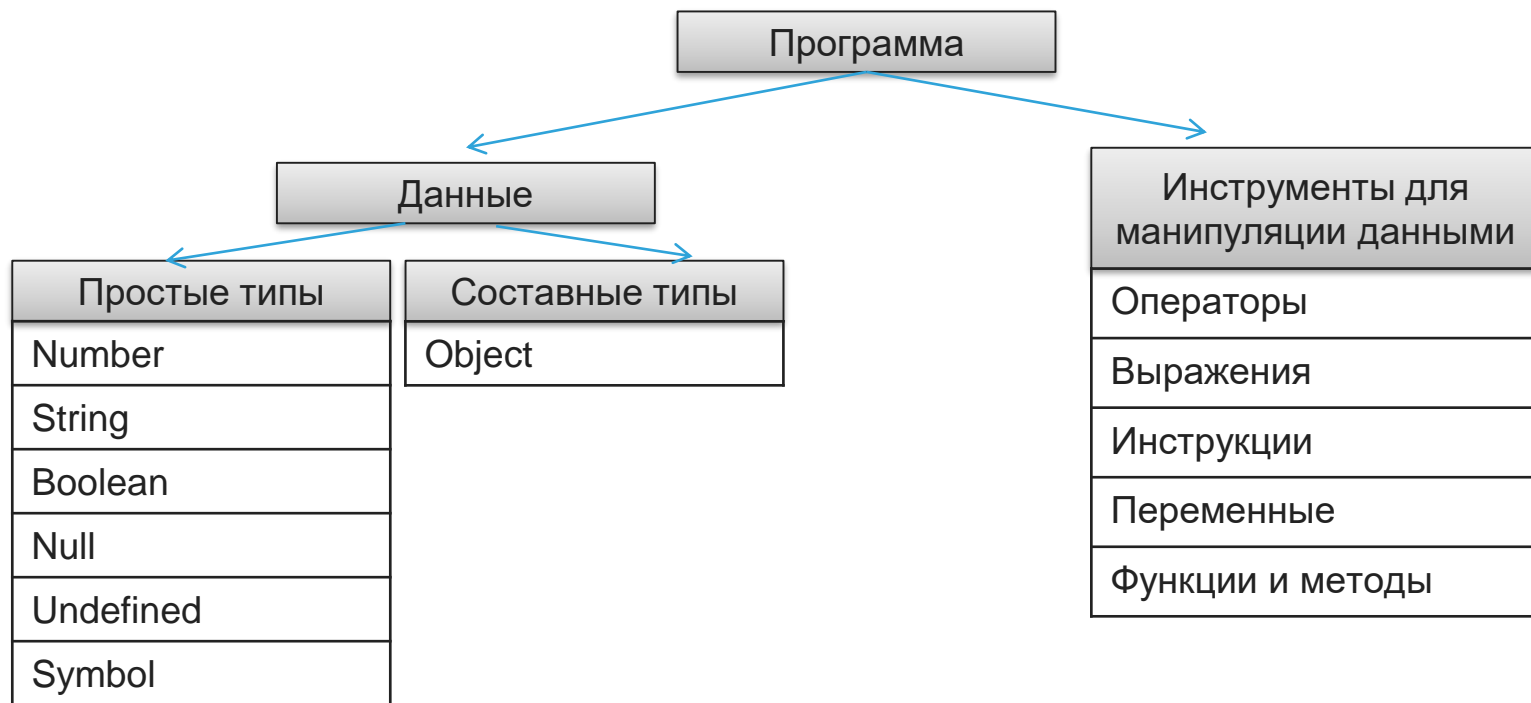 Программа
Данные
Инструменты для
манипуляции данными
Простые типы
Number
String
Boolean
Null
Undefined
Symbol
Составные типы
Object
Операторы
Выражения
Инструкции
Переменные
Функции и методы